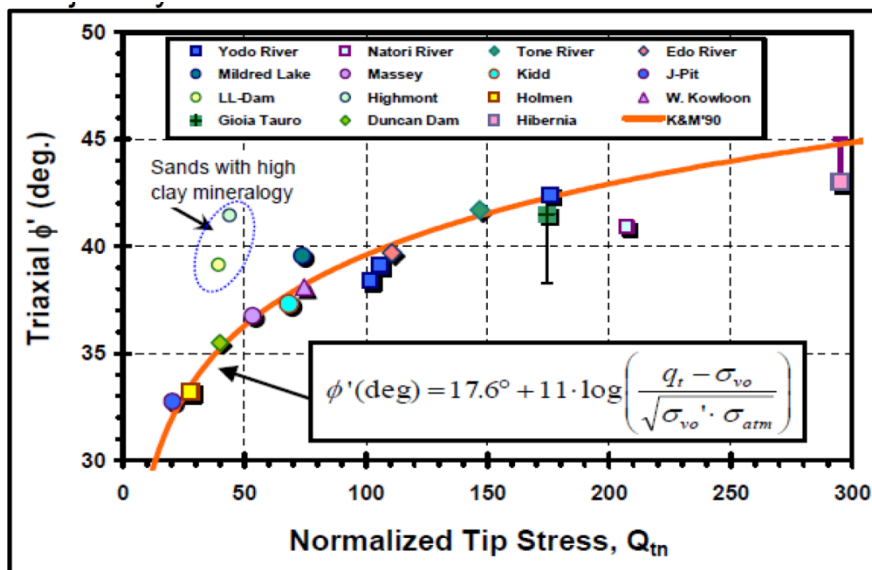 50
45
40
35
30
Triaxial ϕ' (deg.)
Yodo River Natori River Tone River Edo River
Mildred Lake Massey Kidd J-Pit
LL-Dam Highmont Holmen W. Kowloon
Gioia Tauro Duncan Dam Hibernia K&M'90
Sands with high
clay mineralogy
ϕ'(deg) = 17.6° + 11·log( (q_t − σ_vo) / √(σ_vo'·σ_atm) )
0 50 100 150 200 250 300
Normalized Tip Stress, Q_tn